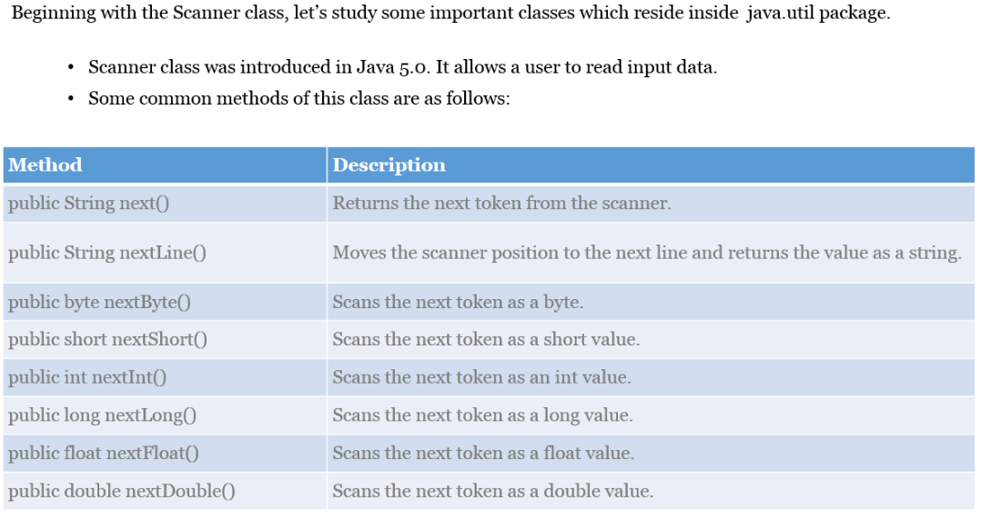 Beginning with the Scanner class, let's study some important classes which reside inside java.util package.
• Scanner class was introduced in Java 5.0. It allows a user to read input data.
• Some common methods of this class are as follows:
Method Description
public String next() Returns the next token from the scanner.
public String nextLine() Moves the scanner position to the next line and returns the value as a string.
public byte nextByte() Scans the next token as a byte.
public short nextShort() Scans the next token as a short value.
public int nextInt() Scans the next token as an int value.
public long nextLong() Scans the next token as a long value.
public float nextFloat() Scans the next token as a float value.
public double nextDouble() Scans the next token as a double value.